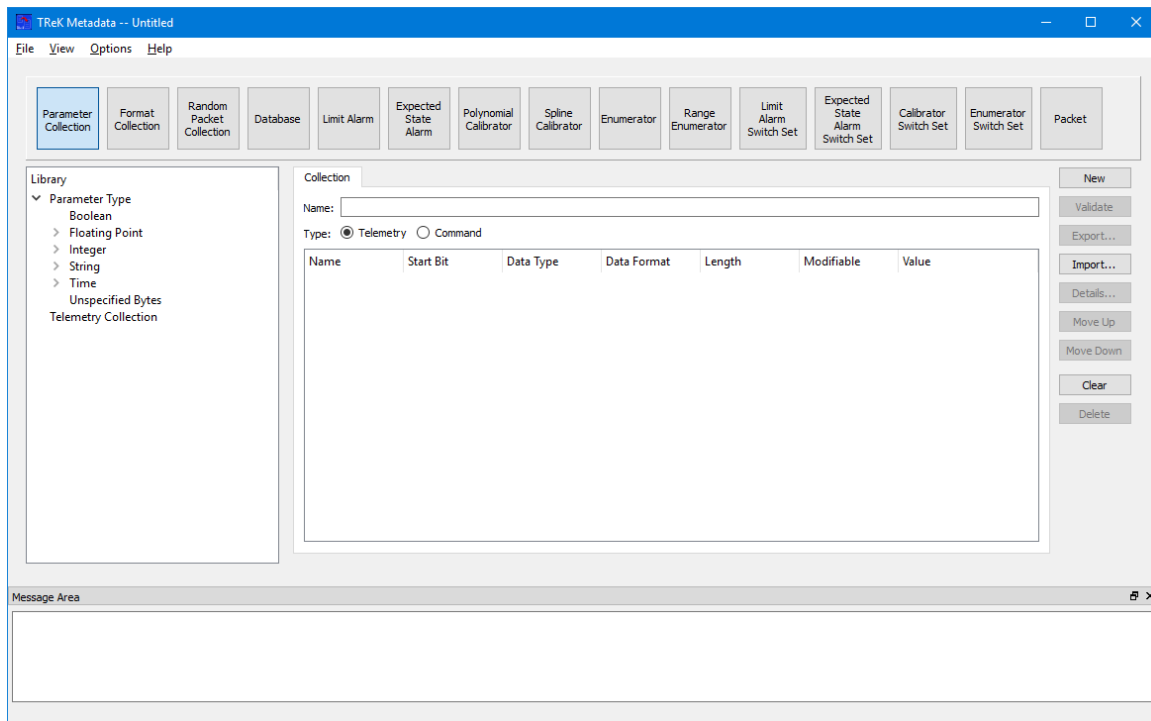 TReK Metadata -- Untitled
File View Options Help
Parameter Collection
Format Collection
Random Packet Collection
Database
Limit Alarm
Expected State Alarm
Polynomial Calibrator
Spline Calibrator
Enumerator
Range Enumerator
Limit Alarm Switch Set
Expected State Alarm Switch Set
Calibrator Switch Set
Enumerator Switch Set
Packet
Library
Parameter Type
Boolean
Floating Point
Integer
String
Time
Unspecified Bytes
Telemetry Collection
Collection
Name:
Type: Telemetry Command
Name Start Bit Data Type Data Format Length Modifiable Value
New
Validate
Export...
Import...
Details...
Move Up
Move Down
Clear
Delete
Message Area